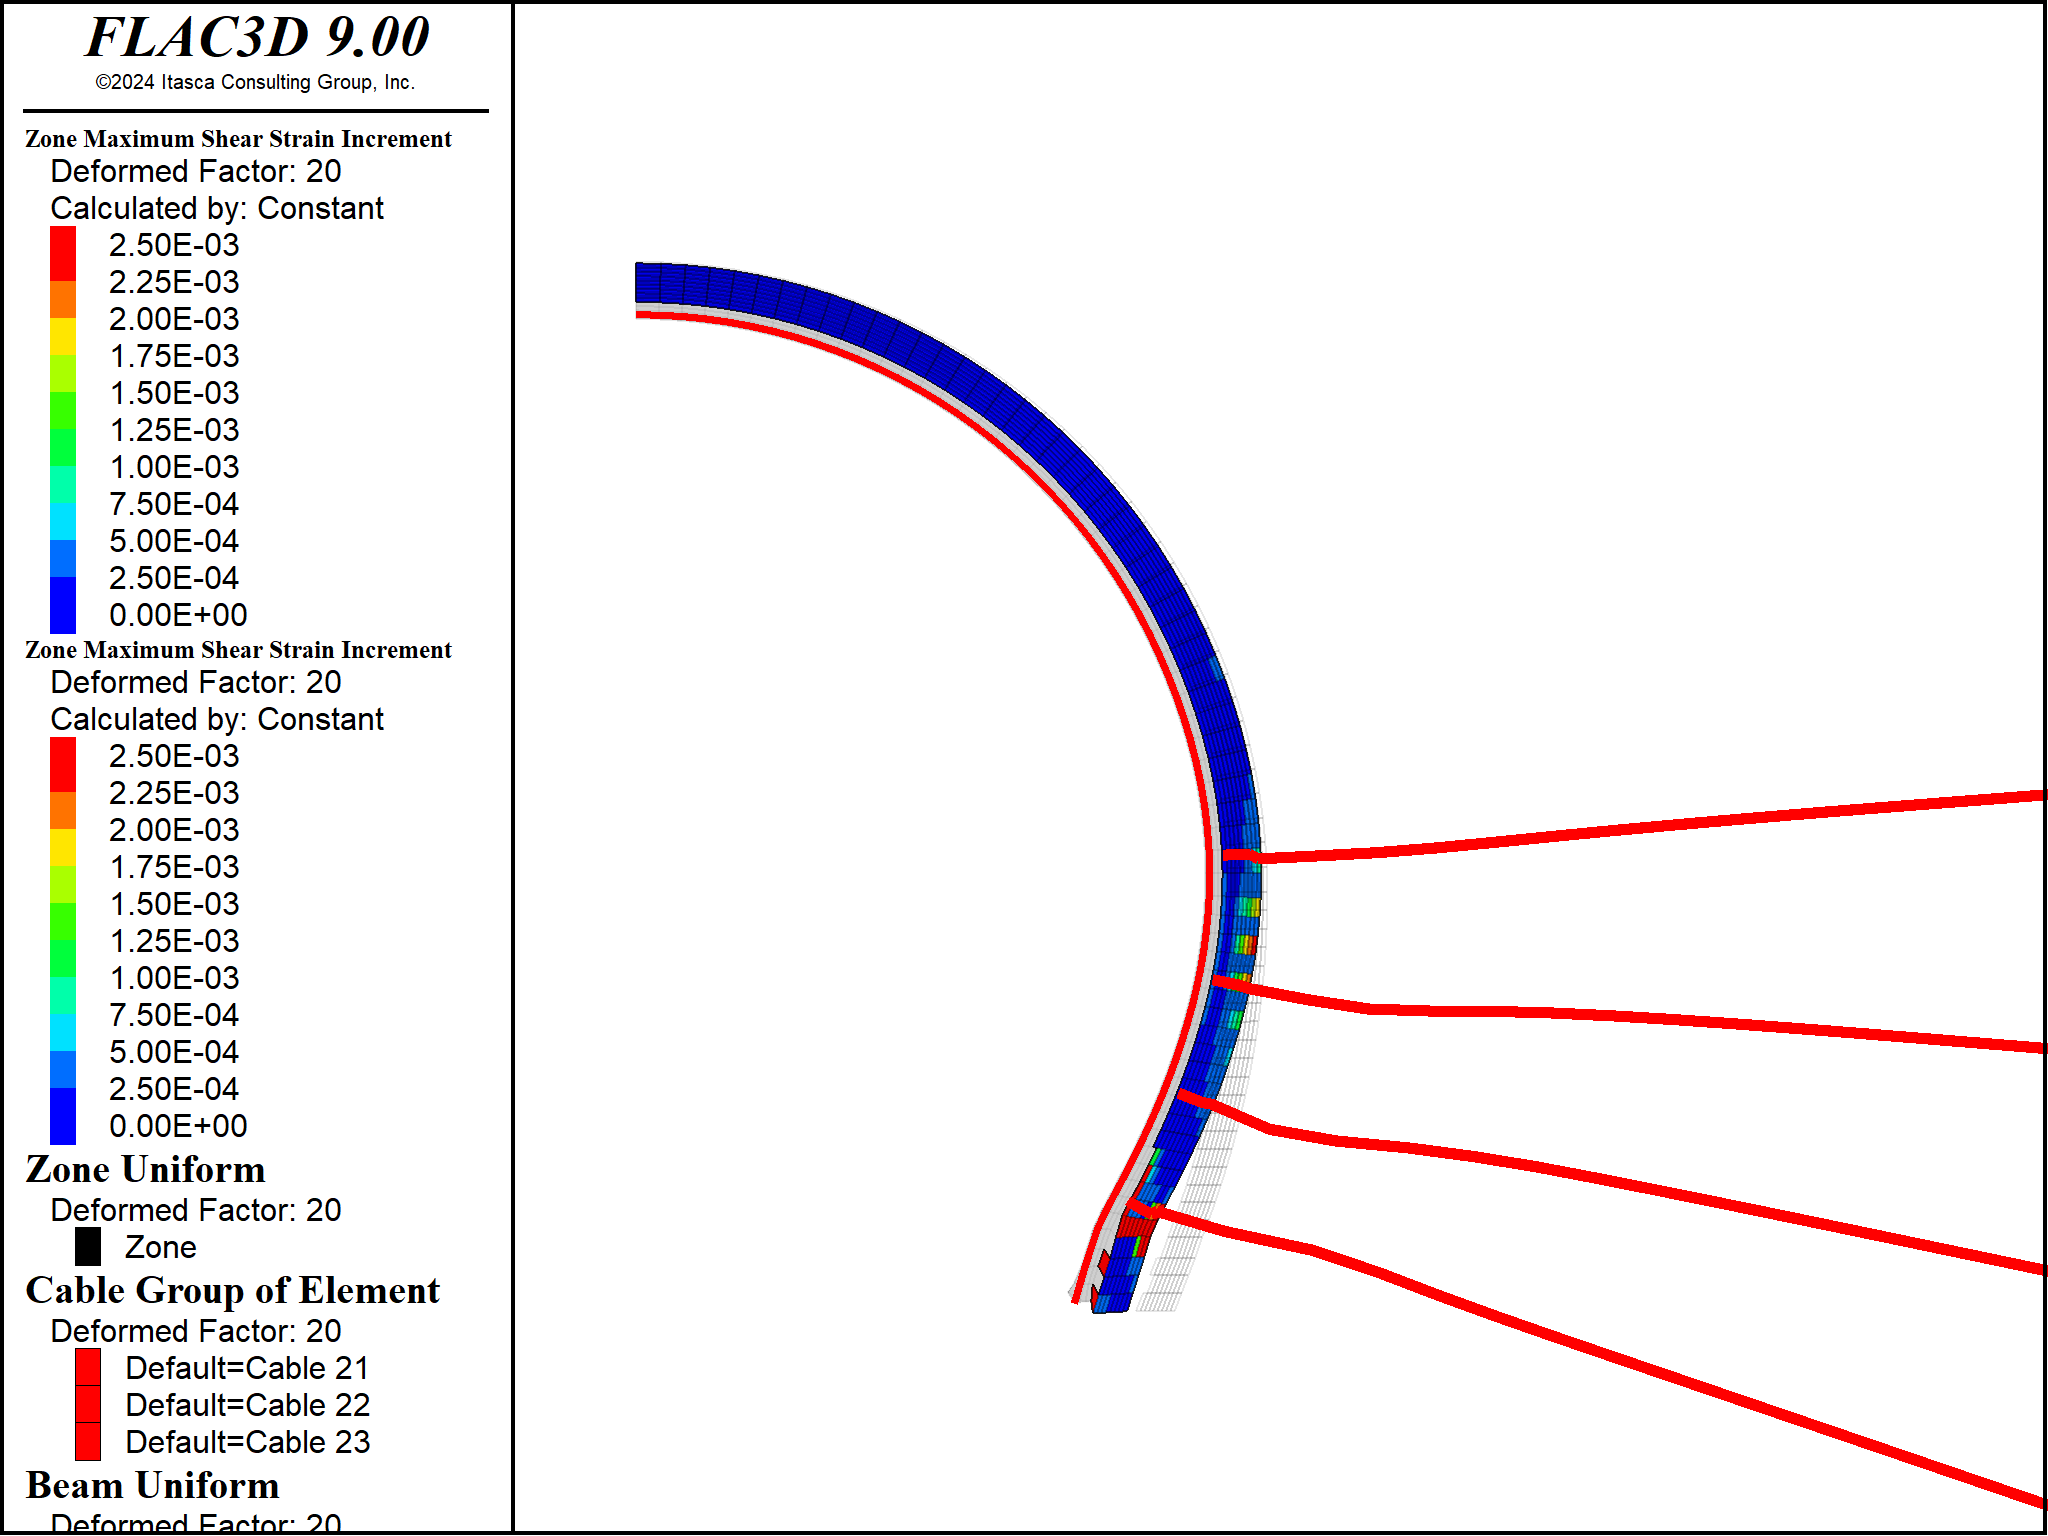 FLAC3D 9.00
©2024 Itasca Consulting Group, Inc.
Zone Maximum Shear Strain Increment
Deformed Factor: 20
Calculated by: Constant
2.50E-03
2.25E-03
2.00E-03
1.75E-03
1.50E-03
1.25E-03
1.00E-03
7.50E-04
5.00E-04
2.50E-04
0.00E+00
Zone Maximum Shear Strain Increment
Deformed Factor: 20
Calculated by: Constant
2.50E-03
2.25E-03
2.00E-03
1.75E-03
1.50E-03
1.25E-03
1.00E-03
7.50E-04
5.00E-04
2.50E-04
0.00E+00
Zone Uniform
Deformed Factor: 20
Zone
Cable Group of Element
Deformed Factor: 20
Default=Cable 21
Default=Cable 22
Default=Cable 23
Beam Uniform
Deformed Factor: 20